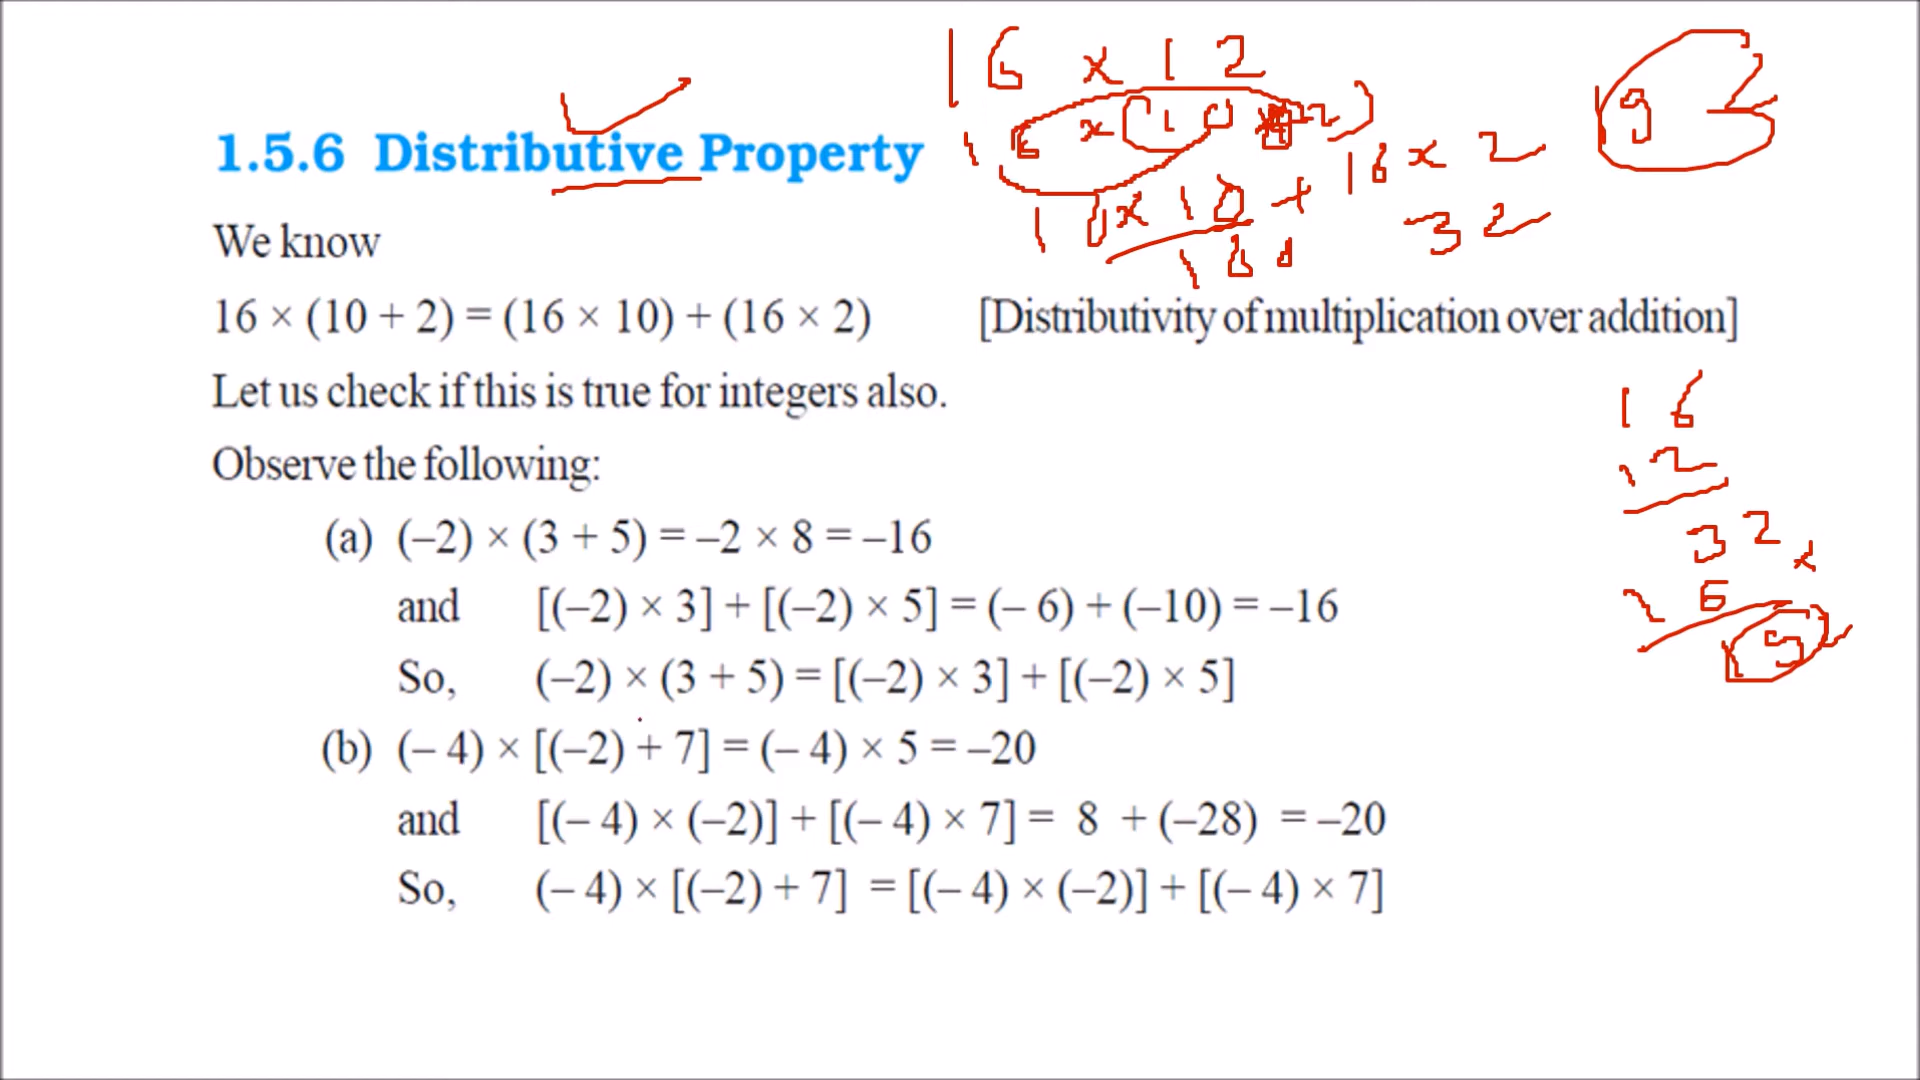 16 x 12
1.5.6 Distributive Property
16 x 2
32
We know
16 × (10 + 2) = (16 × 10) + (16 × 2) [Distributivity of multiplication over addition]
Let us check if this is true for integers also.
16
12
Observe the following:
32
(a) (–2) × (3 + 5) = –2 × 8 = –16
x
and [(–2) × 3] + [(–2) × 5] = (– 6) + (–10) = –16
So, (–2) × (3 + 5) = [(–2) × 3] + [(–2) × 5]
(b) (– 4) × [(–2) + 7] = (– 4) × 5 = –20
and [(– 4) × (–2)] + [(– 4) × 7] = 8 + (–28) = –20
So, (– 4) × [(–2) + 7] = [(– 4) × (–2)] + [(– 4) × 7]